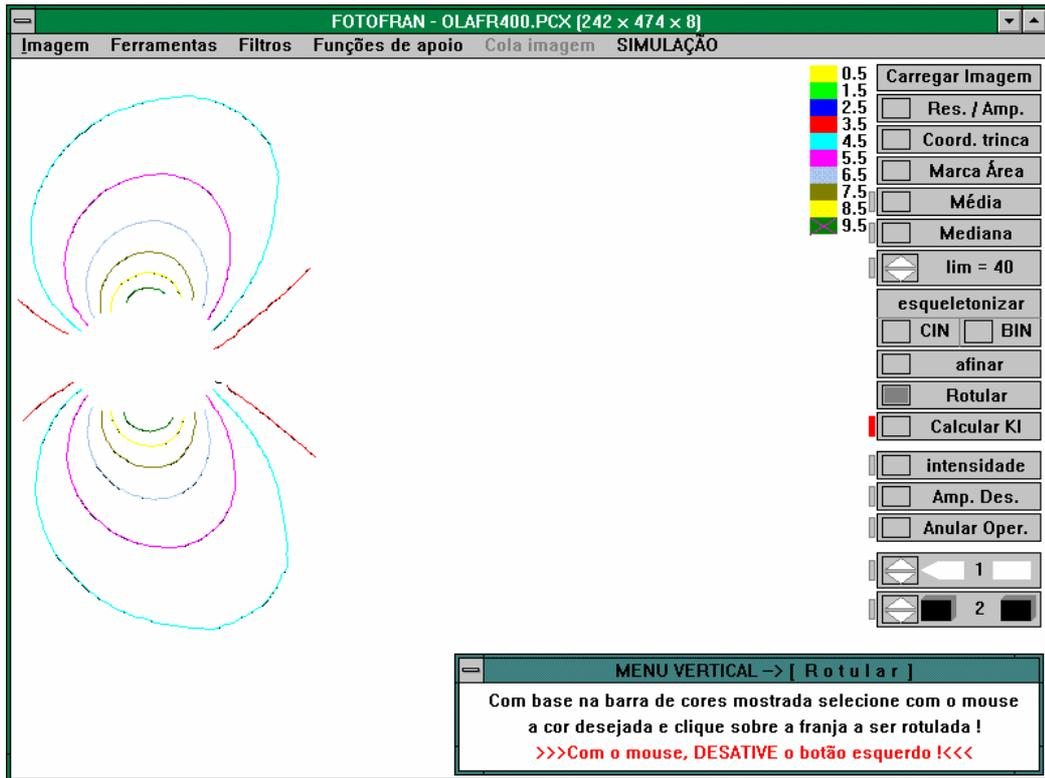 FOTOFRAN - OLAFR400.PCX (242 x 474 x 8)
Imagem Ferramentas Filtros Funções de apoio Cola imagem SIMULAÇÃO
0.5
1.5
2.5
3.5
4.5
5.5
6.5
7.5
8.5
9.5
Carregar Imagem
Res. / Amp.
Coord. trinca
Marca Área
Média
Mediana
lim = 40
esqueletonizar
CIN BIN
afinar
Rotular
Calcular KI
intensidade
Amp. Des.
Anular Oper.
1
2
MENU VERTICAL –> [ R o t u l a r ]
Com base na barra de cores mostrada selecione com o mouse
a cor desejada e clique sobre a franja a ser rotulada !
>>>Com o mouse, DESATIVE o botão esquerdo !<<<